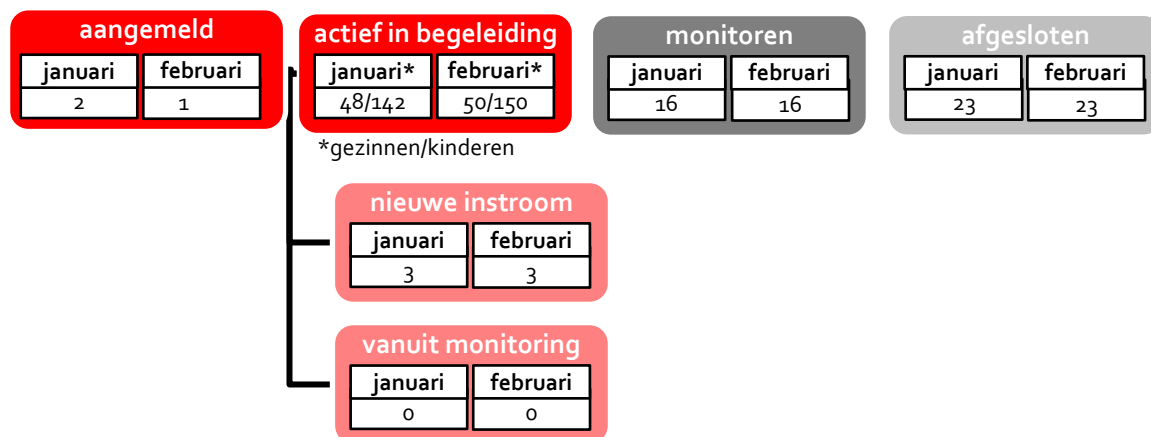 aangemeld
januari februari
2 1
actief in begeleiding
januari* februari*
48/142 50/150
*gezinnen/kinderen
monitoren
januari februari
16 16
afgesloten
januari februari
23 23
nieuwe instroom
januari februari
3 3
vanuit monitoring
januari februari
0 0